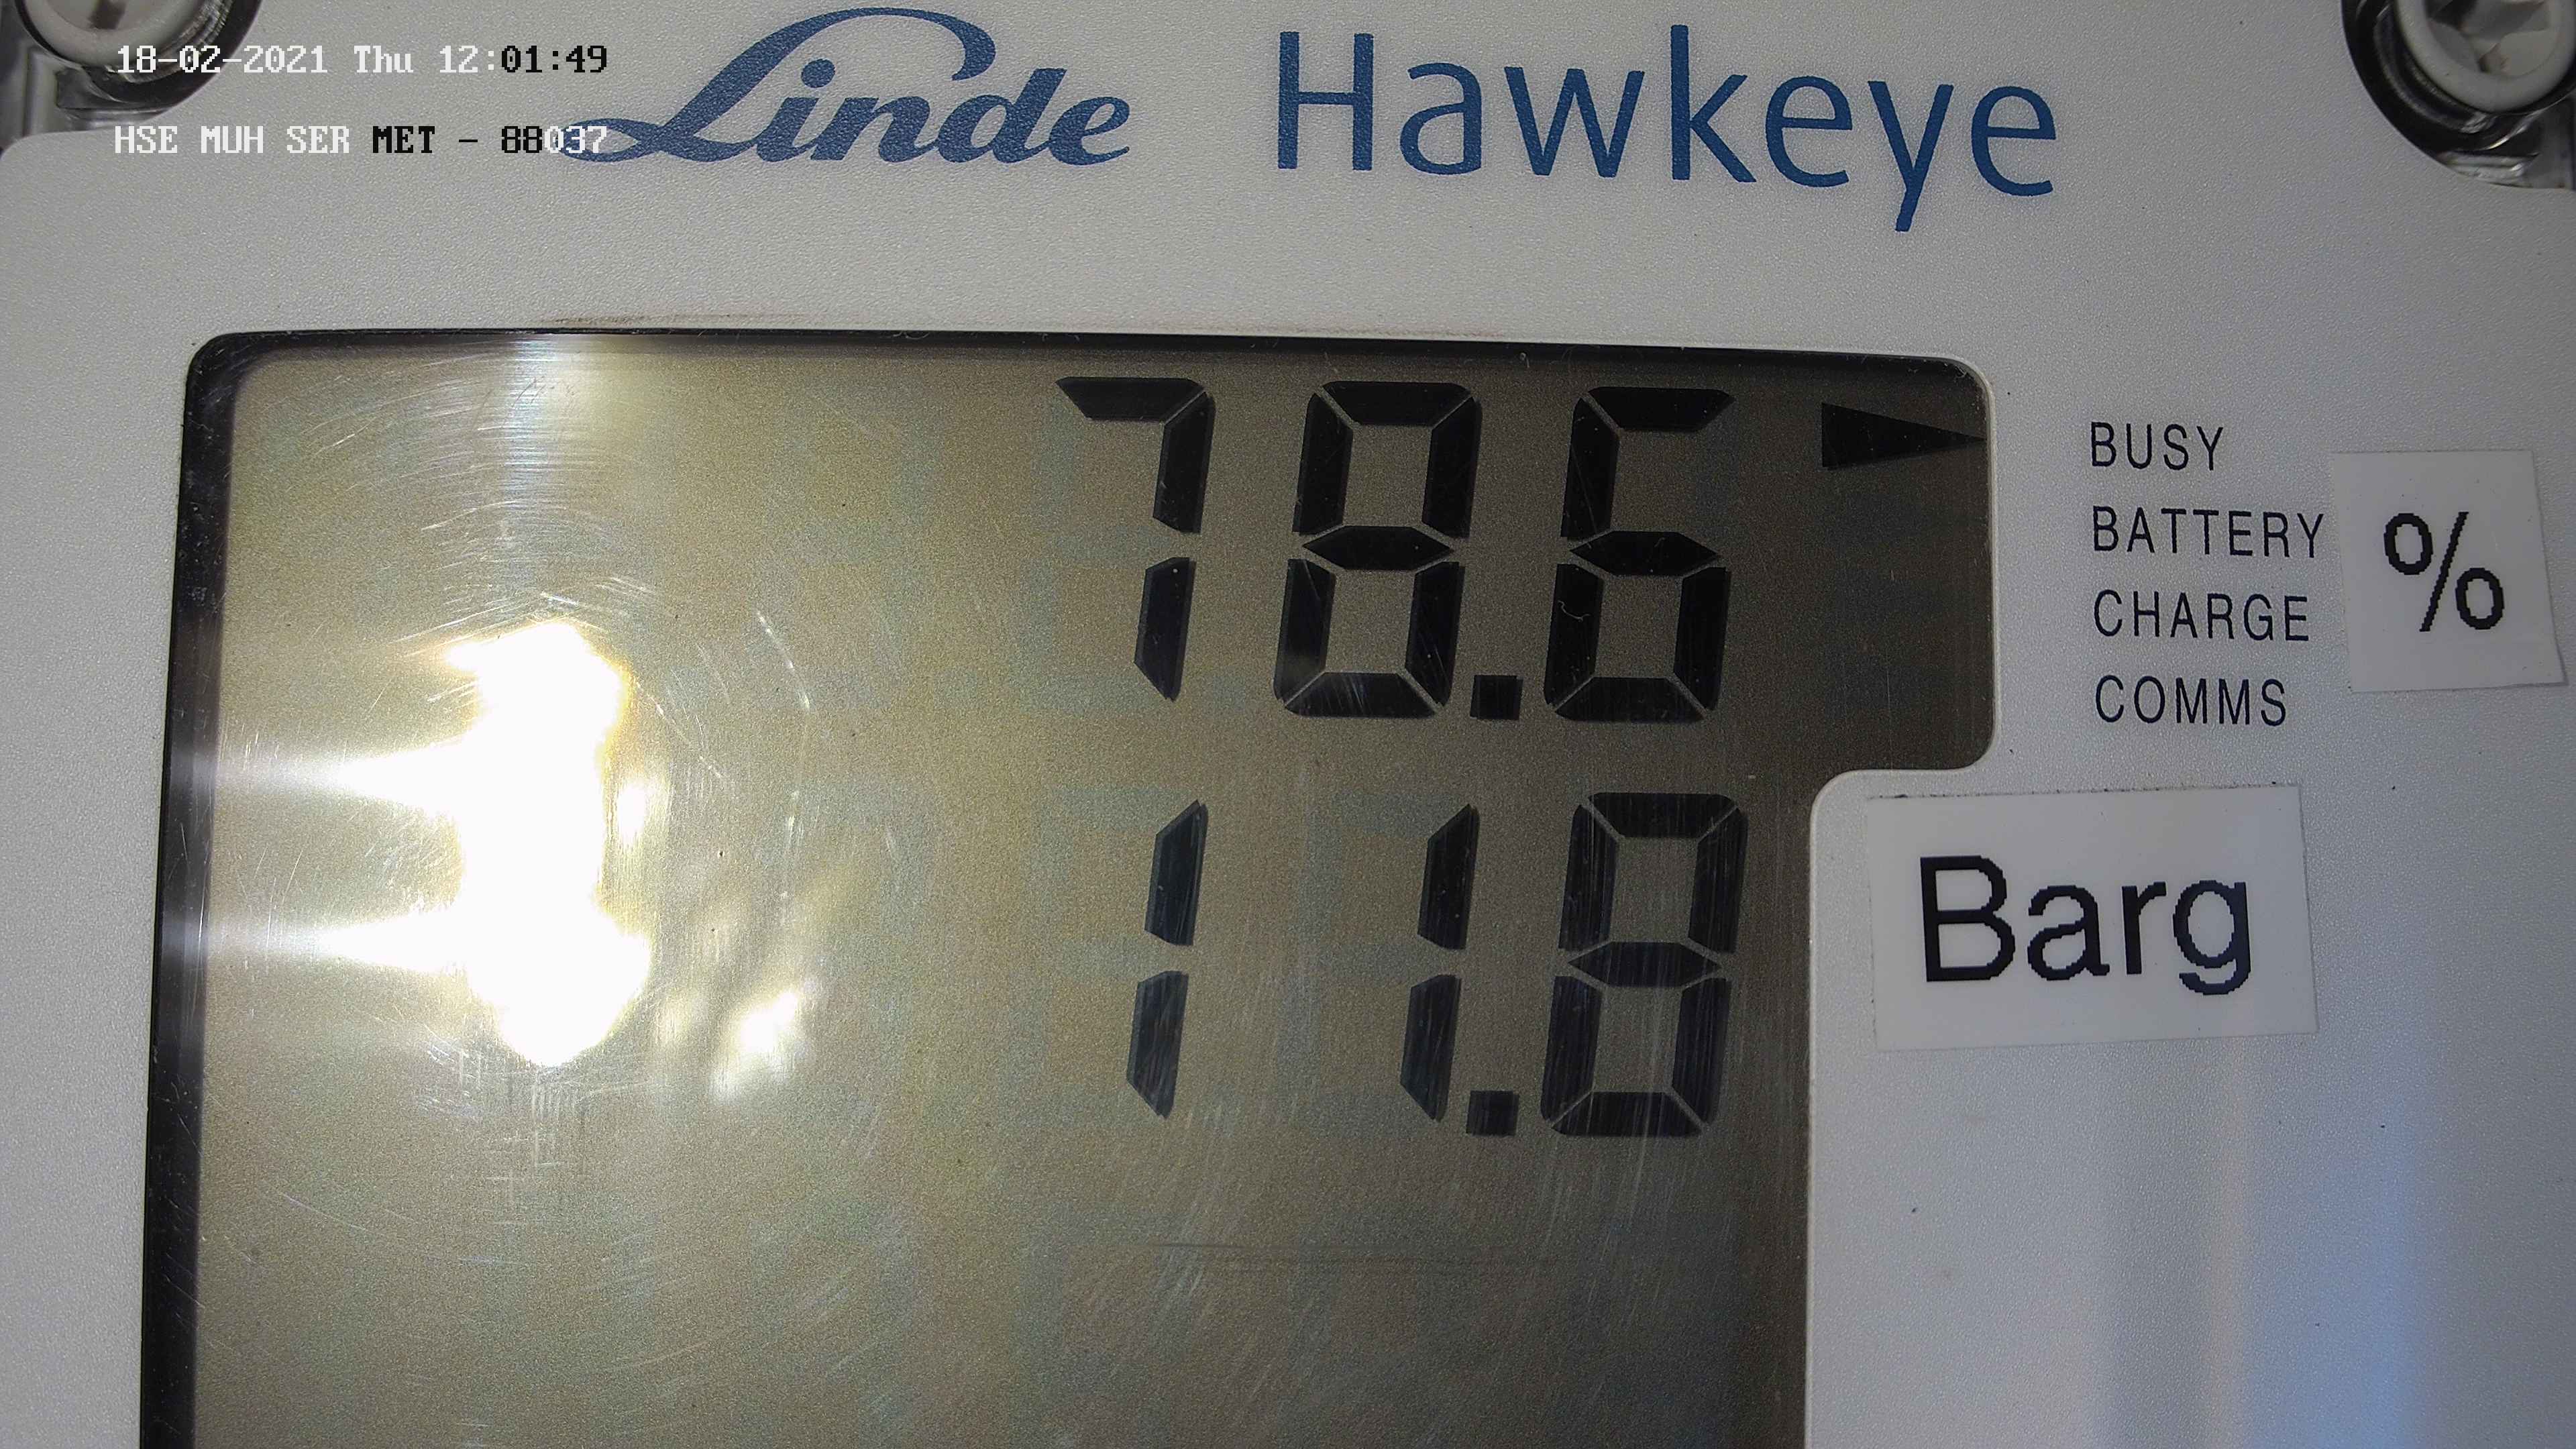 18-02-2021 Thu 12:01:49
HSE MUH SER MET - 88037
Linde Hawkeye
78.6
BUSY
BATTERY
CHARGE
COMMS
%
11.8
Barg